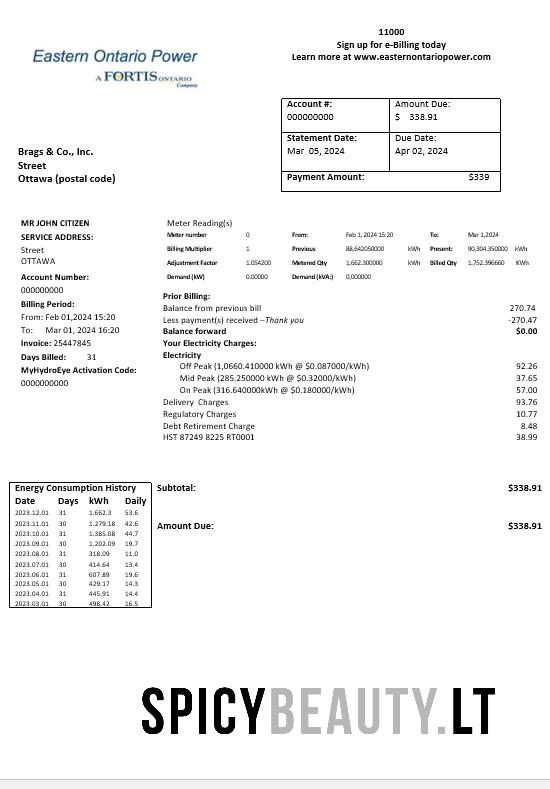 11000
Sign up for e-Billing today
Learn more at www.easternontariopower.com
Eastern Ontario Power
A FORTIS ONTARIO
Company
Account #: Amount Due:
000000000 $ 338.91
Statement Date: Due Date:
Mar 05, 2024 Apr 02, 2024
Payment Amount: $339
Brags & Co., Inc.
Street
Ottawa (postal code)
MR JOHN CITIZEN
SERVICE ADDRESS:
Street
OTTAWA
Account Number:
000000000
Billing Period:
From: Feb 01,2024 15:20
To: Mar 01, 2024 16:20
Invoice: 25447845
Days Billed: 31
MyHydroEye Activation Code:
0000000000
Meter Reading(s)
Meter number 0 From: Feb 1, 2024 15:20 To: Mar 1,2024
Billing Multiplier 1 Previous 88,642050000 kWh Present: 90,304.350000 kWh
Adjustment Factor 1.054200 Metered Qty 1,662.300000 kWh Billed Qty 1,752.396660 KWh
Demand (kW) 0.00000 Demand (kVA:) 0,000000
Prior Billing:
Balance from previous bill 270.74
Less payment(s) received –Thank you -270.47
Balance forward $0.00
Your Electricity Charges:
Electricity
Off Peak (1,0660.410000 kWh @ $0.087000/kWh) 92.26
Mid Peak (285.250000 kWh @ $0.32000/kWh) 37.65
On Peak (316.640000kWh @ $0.180000/kWh) 57.00
Delivery Charges 93.76
Regulatory Charges 10.77
Debt Retirement Charge 8.48
HST 87249 8225 RT0001 38.99
Subtotal: $338.91
Amount Due: $338.91
Energy Consumption History
Date Days kWh Daily
2023.12.01 31 1.662.3 53.6
2023.11.01 30 1.279.18 42.6
2023.10.01 31 1.385.08 44.7
2023.09.01 30 1,202.09 19.7
2023.08.01 31 318.09 11.0
2023.07.01 30 414.64 13.4
2023.06.01 31 607.89 19.6
2023.05.01 30 429.17 14.3
2023.04.01 31 445.91 14.4
2023.03.01 30 498.42 16.5
SPICYBEAUTY.LT